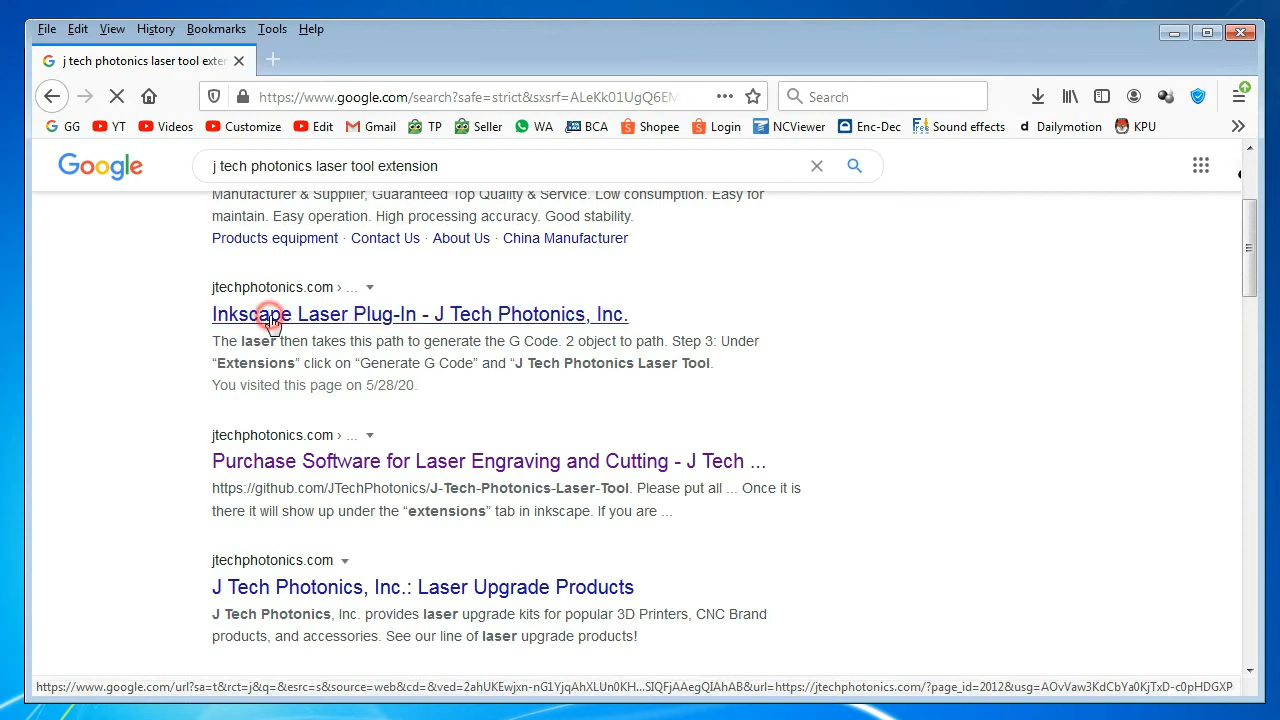 File Edit View History Bookmarks Tools Help
j tech photonics laser tool exten
https://www.google.com/search?safe=strict&sxsrf=ALeKk01UgQ6EM
Search
GG YT Videos Customize Edit Gmail TP Seller WA BCA Shopee Login NCViewer Enc-Dec Sound effects Dailymotion KPU
Google
j tech photonics laser tool extension
Manufacturer & Supplier, Guaranteed Top Quality & Service. Low consumption. Easy for
maintain. Easy operation. High processing accuracy. Good stability.
Products equipment · Contact Us · About Us · China Manufacturer
jtechphotonics.com › ...
Inkscape Laser Plug-In - J Tech Photonics, Inc.
The laser then takes this path to generate the G Code. 2 object to path. Step 3: Under
“Extensions” click on “Generate G Code” and “J Tech Photonics Laser Tool.
You visited this page on 5/28/20.
jtechphotonics.com › ...
Purchase Software for Laser Engraving and Cutting - J Tech ...
https://github.com/JTechPhotonics/J-Tech-Photonics-Laser-Tool. Please put all ... Once it is
there it will show up under the “extensions” tab in inkscape. If you are ...
jtechphotonics.com
J Tech Photonics, Inc.: Laser Upgrade Products
J Tech Photonics, Inc. provides laser upgrade kits for popular 3D Printers, CNC Brand
products, and accessories. See our line of laser upgrade products!
https://www.google.com/url?sa=t&rct=j&q=&esrc=s&source=web&cd=&ved=2ahUKEwjxn-nG1YjqAhXLUn0KH...SIQFjAAegQIAhAB&url=https://jtechphotonics.com/?page_id=2012&usg=AOvVaw3KdCbYa0KjTxD-c0pHDGXP